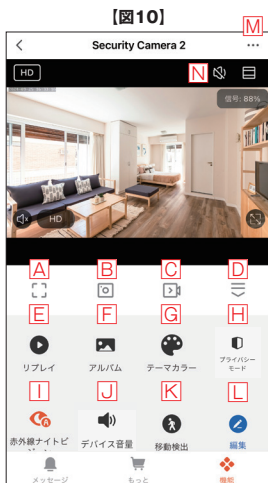 【図10】
M
Security Camera 2
HD
N
信号: 88%
HD
A B C D
E F G H
リプレイ アルバム テーマカラー プライバシー
モード
I J K L
赤外線ナイトビ デバイス音量 移動検出 編集
メッセージ もっと 機能